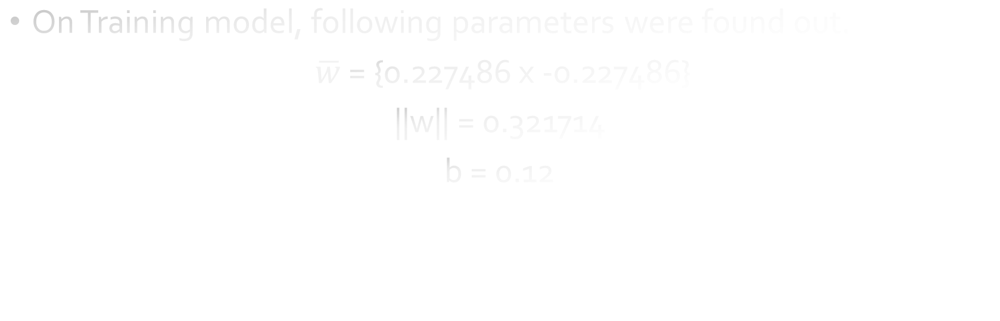 • On Training model, following parameters were found out.
w̅ = {0.227486 x -0.227486}
||w|| = 0.321714
b = 0.12